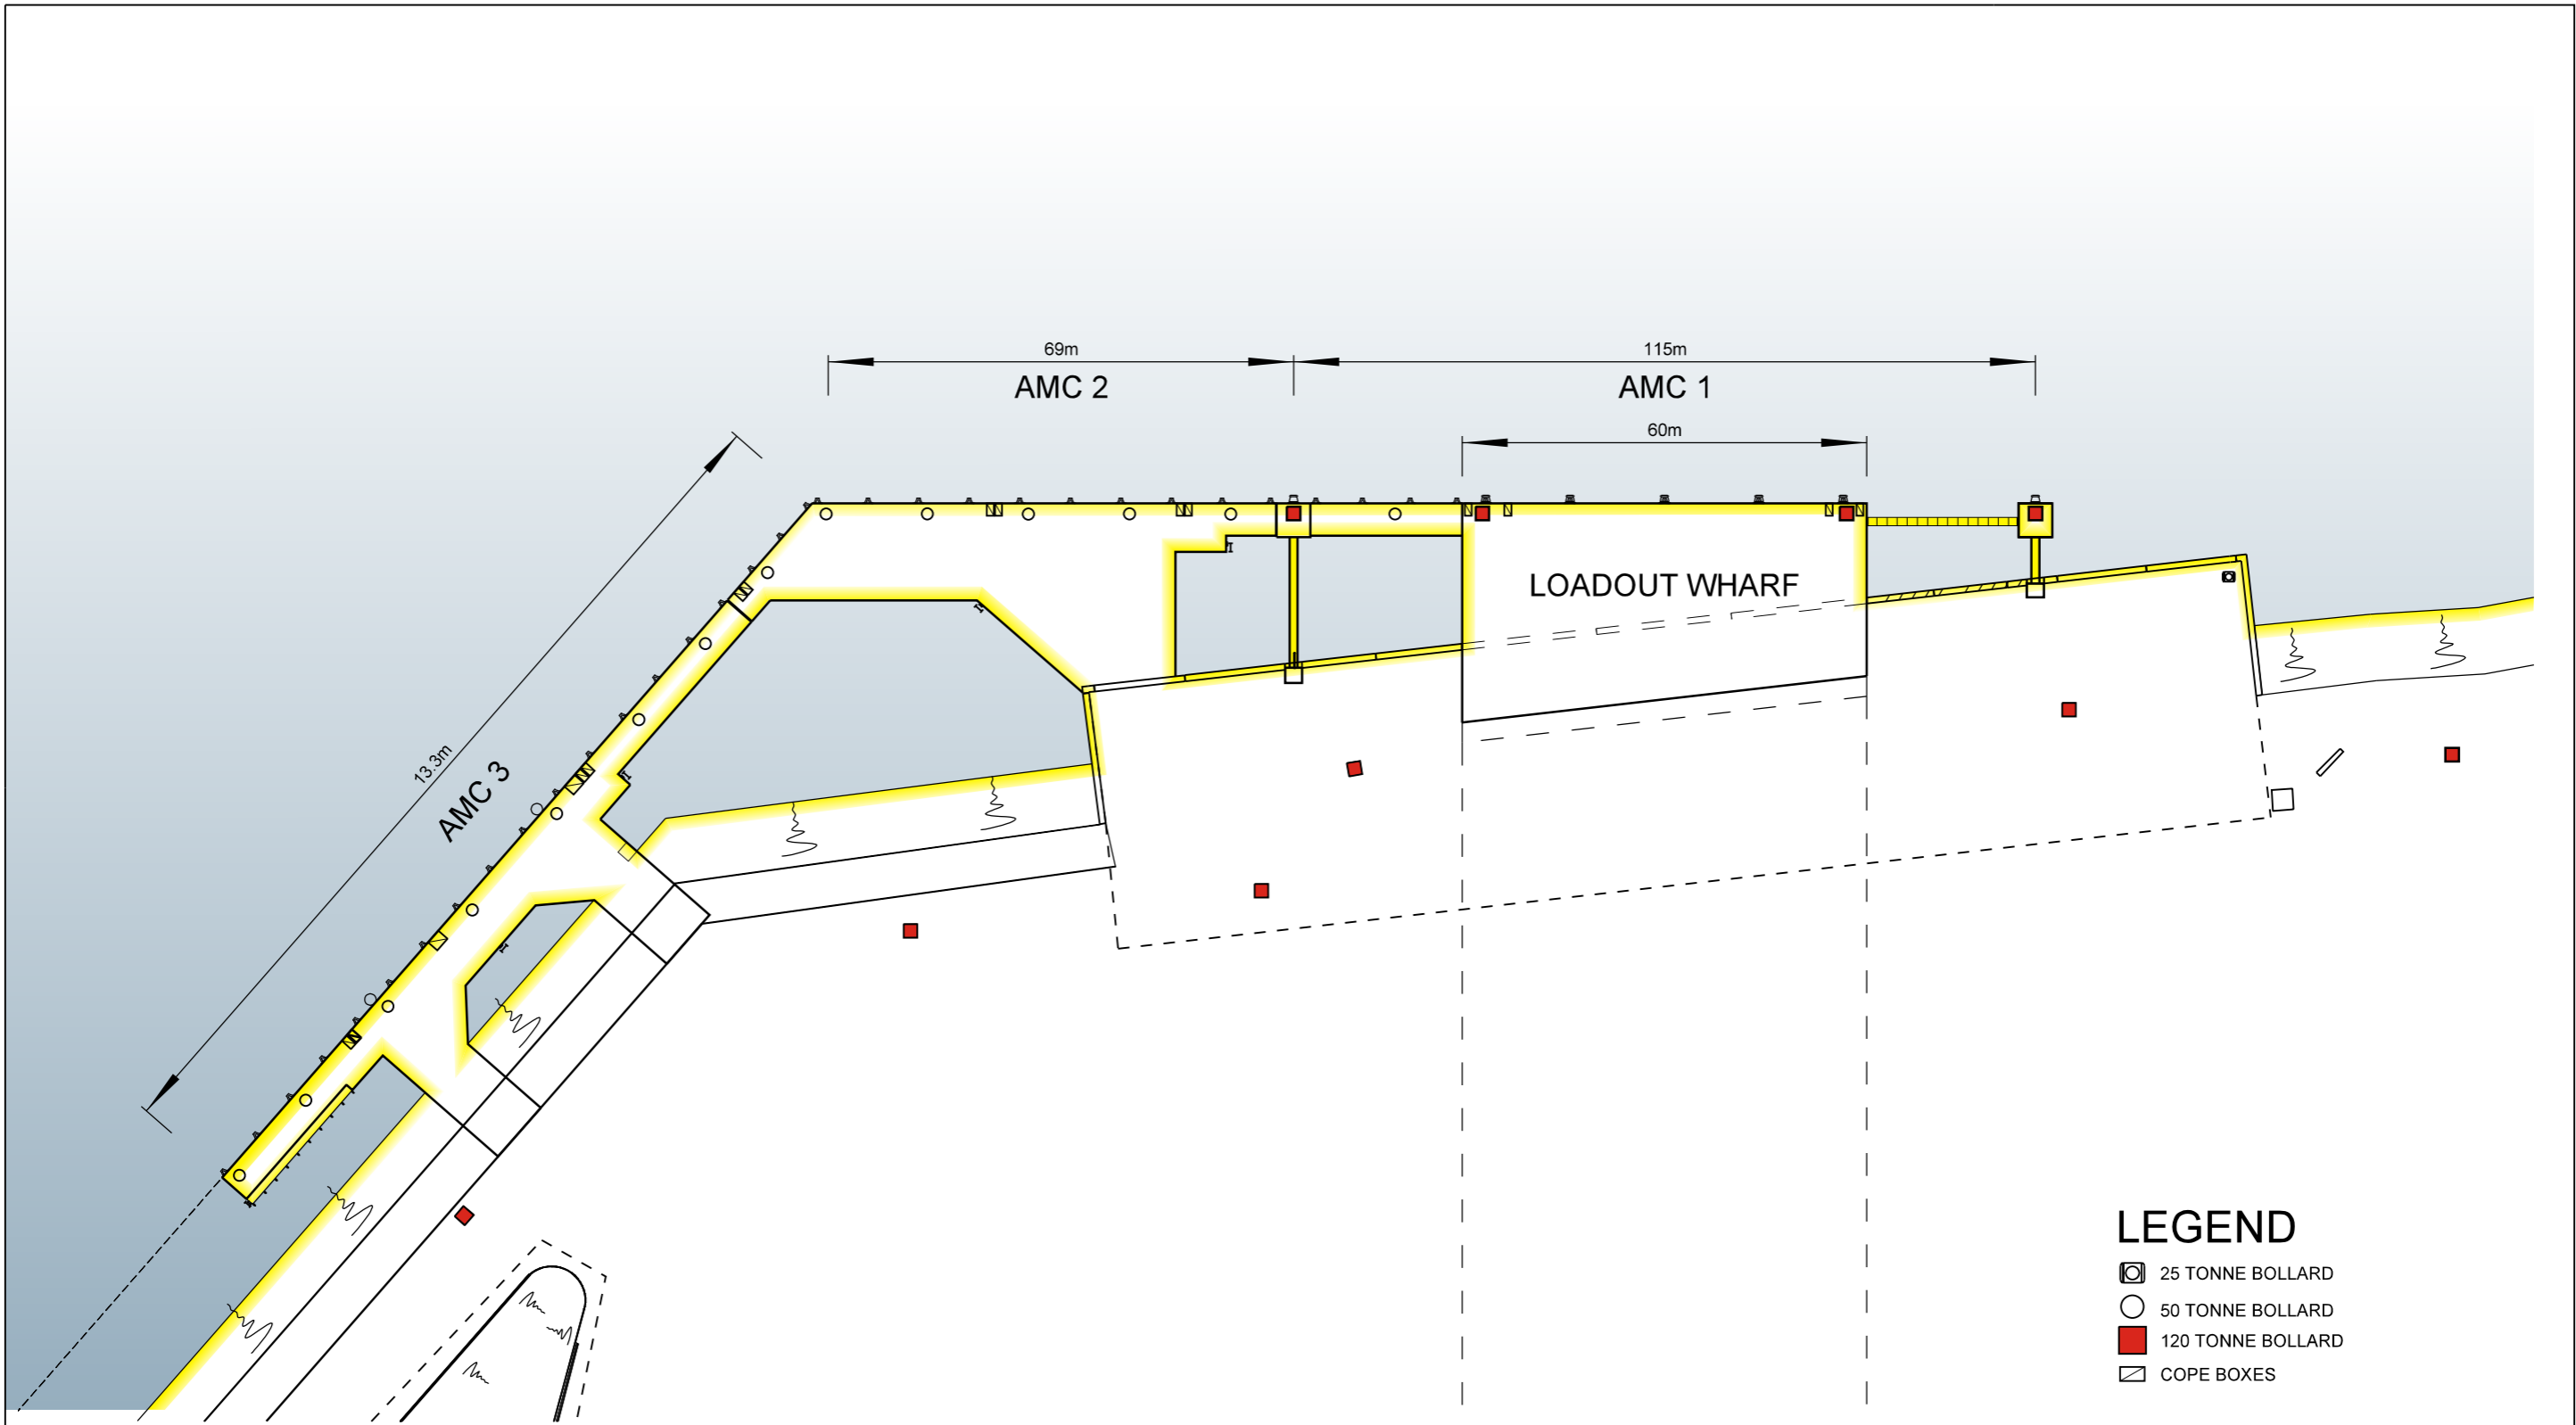 69m
115m
AMC 2
AMC 1
60m
LOADOUT WHARF
13.3m
AMC 3
LEGEND
25 TONNE BOLLARD
50 TONNE BOLLARD
120 TONNE BOLLARD
COPE BOXES